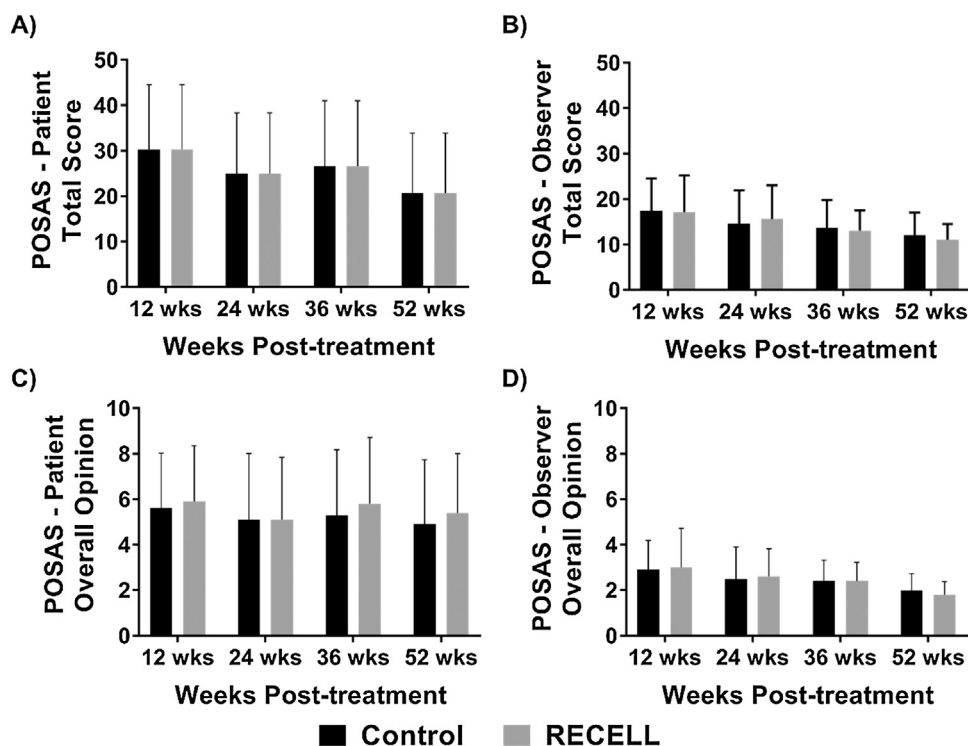 A)
POSAS - Patient
Total Score
50
40
30
20
10
0
12 wks 24 wks 36 wks 52 wks
Weeks Post-treatment
B)
POSAS - Observer
Total Score
50
40
30
20
10
0
12 wks 24 wks 36 wks 52 wks
Weeks Post-treatment
C)
POSAS - Patient
Overall Opinion
10
8
6
4
2
0
12 wks 24 wks 36 wks 52 wks
Weeks Post-treatment
D)
POSAS - Observer
Overall Opinion
10
8
6
4
2
0
12 wks 24 wks 36 wks 52 wks
Weeks Post-treatment
Control RECELL